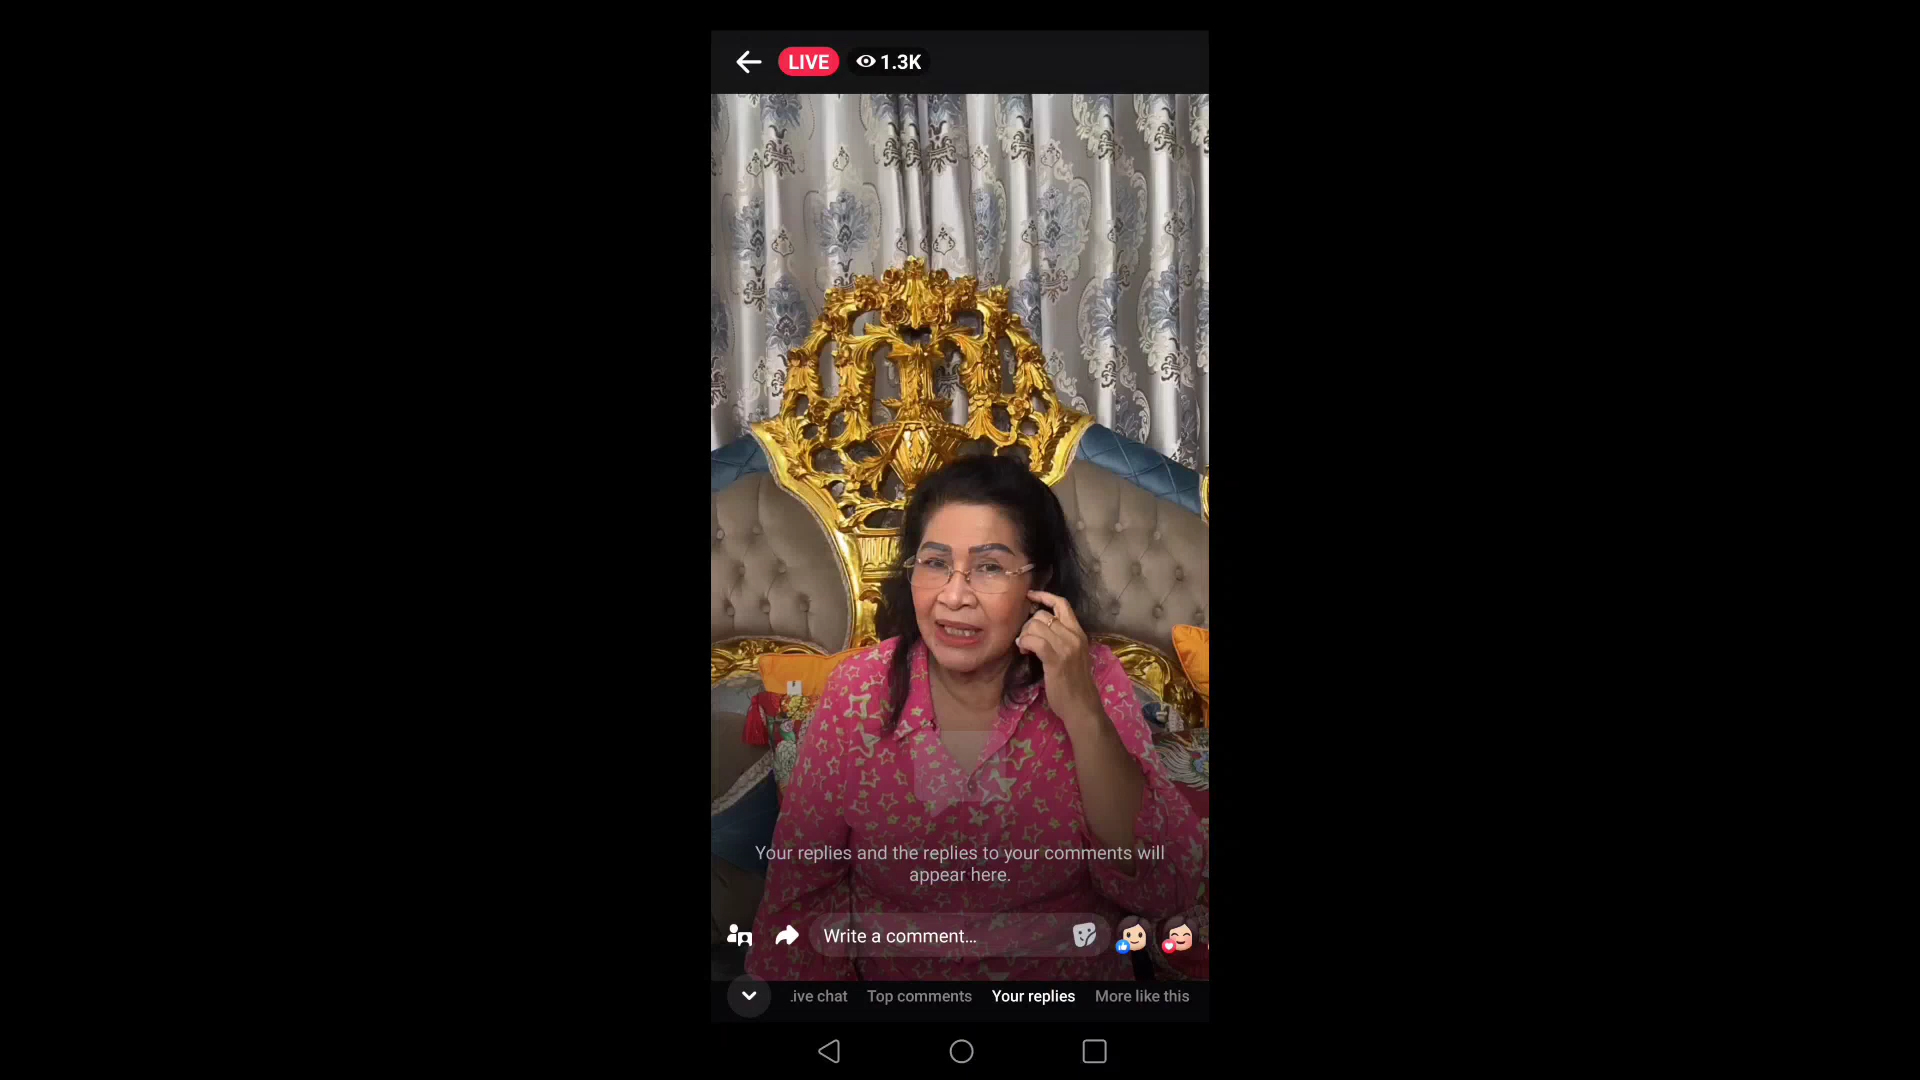 LIVE 1.3K
Your replies and the replies to your comments will
appear here.
Write a comment...
ive chat Top comments Your replies More like this